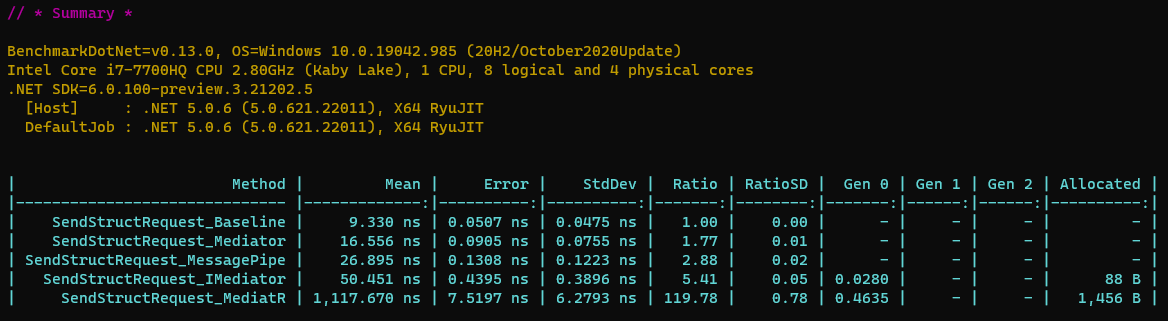 // * Summary *
BenchmarkDotNet=v0.13.0, OS=Windows 10.0.19042.985 (20H2/October2020Update)
Intel Core i7-7700HQ CPU 2.80GHz (Kaby Lake), 1 CPU, 8 logical and 4 physical cores
.NET SDK=6.0.100-preview.3.21202.5
  [Host]     : .NET 5.0.6 (5.0.621.22011), X64 RyuJIT
  DefaultJob : .NET 5.0.6 (5.0.621.22011), X64 RyuJIT
|                        Method |         Mean |     Error |    StdDev |  Ratio | RatioSD |  Gen 0 | Gen 1 | Gen 2 | Allocated |
|------------------------------ |-------------:|----------:|----------:|-------:|--------:|-------:|------:|------:|----------:|
|    SendStructRequest_Baseline |     9.330 ns | 0.0507 ns | 0.0475 ns |   1.00 |    0.00 |      - |     - |     - |         - |
|    SendStructRequest_Mediator |    16.556 ns | 0.0905 ns | 0.0755 ns |   1.77 |    0.01 |      - |     - |     - |         - |
| SendStructRequest_MessagePipe |    26.895 ns | 0.1308 ns | 0.1223 ns |   2.88 |    0.02 |      - |     - |     - |         - |
|   SendStructRequest_IMediator |    50.451 ns | 0.4395 ns | 0.3896 ns |   5.41 |    0.05 | 0.0280 |     - |     - |      88 B |
|     SendStructRequest_MediatR | 1,117.670 ns | 7.5197 ns | 6.2793 ns | 119.78 |    0.78 | 0.4635 |     - |     - |   1,456 B |